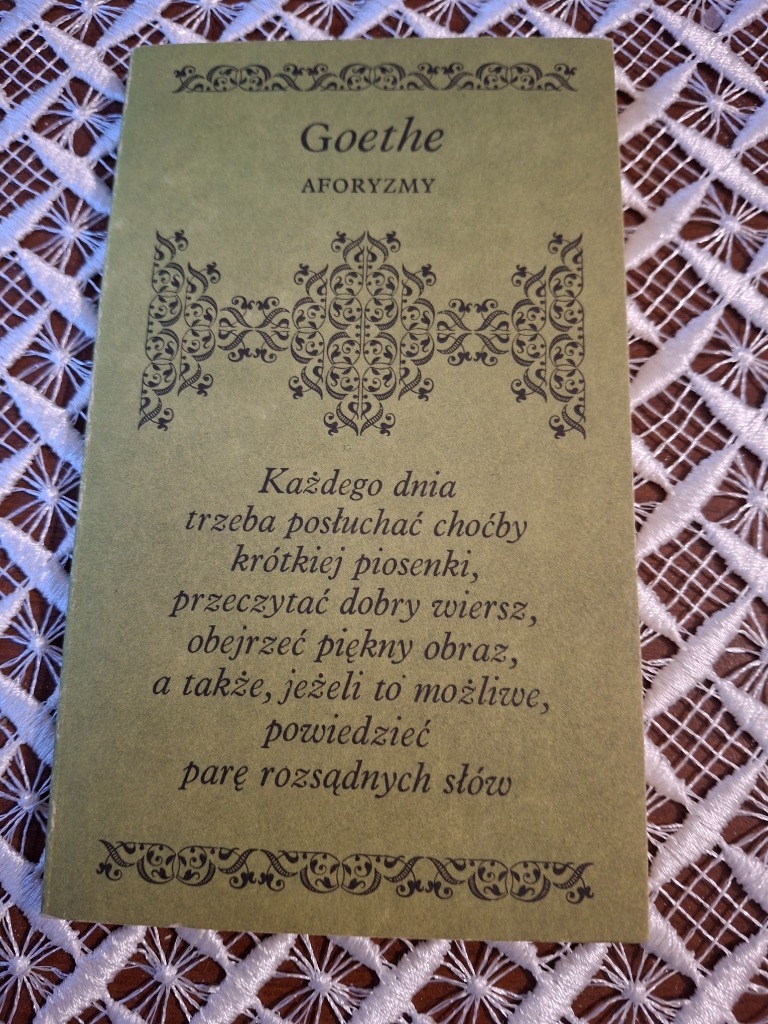 Goethe
AFORYZMY
Każdego dnia
trzeba posłuchać choćby
krótkiej piosenki,
przeczytać dobry wiersz,
obejrzeć piękny obraz,
a także, jeżeli to możliwe,
powiedzieć
parę rozsądnych słów